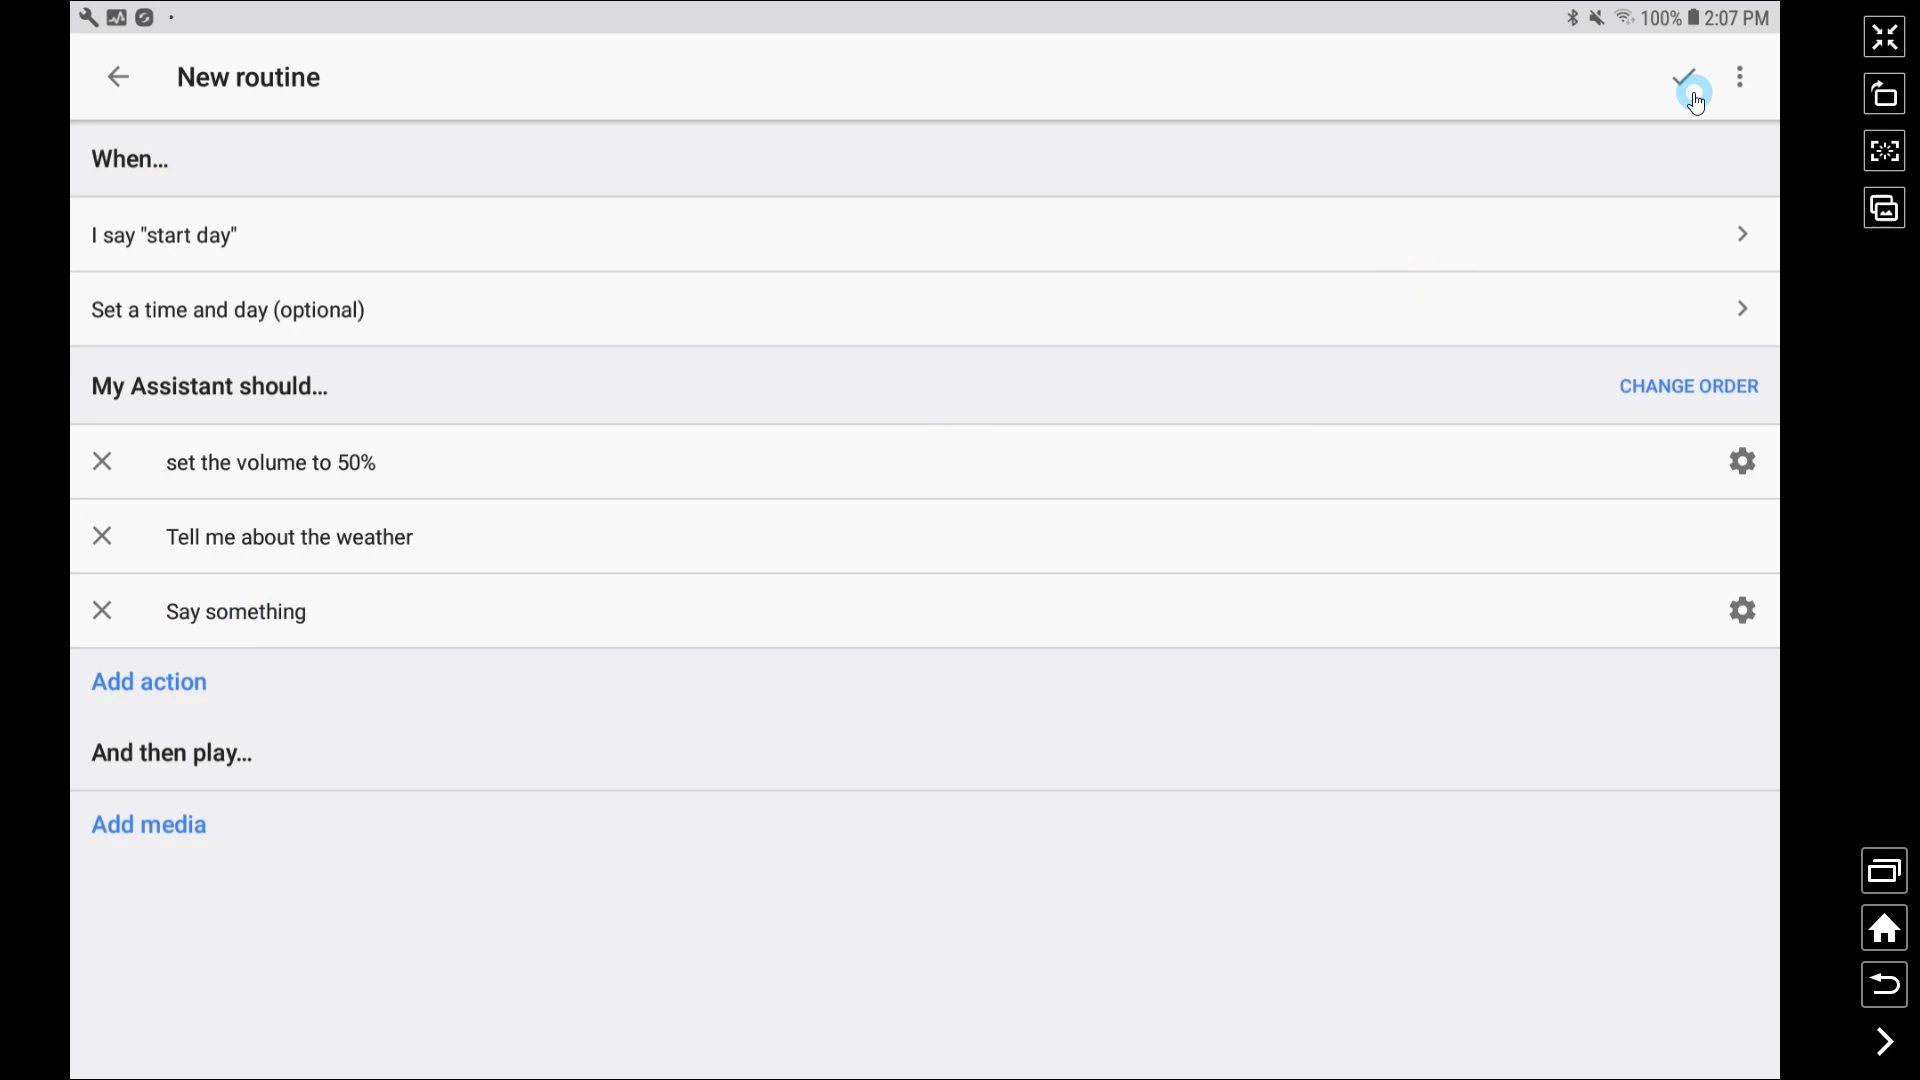 100% 2:07 PM
New routine
When...
I say "start day"
Set a time and day (optional)
My Assistant should...
CHANGE ORDER
set the volume to 50%
Tell me about the weather
Say something
Add action
And then play...
Add media